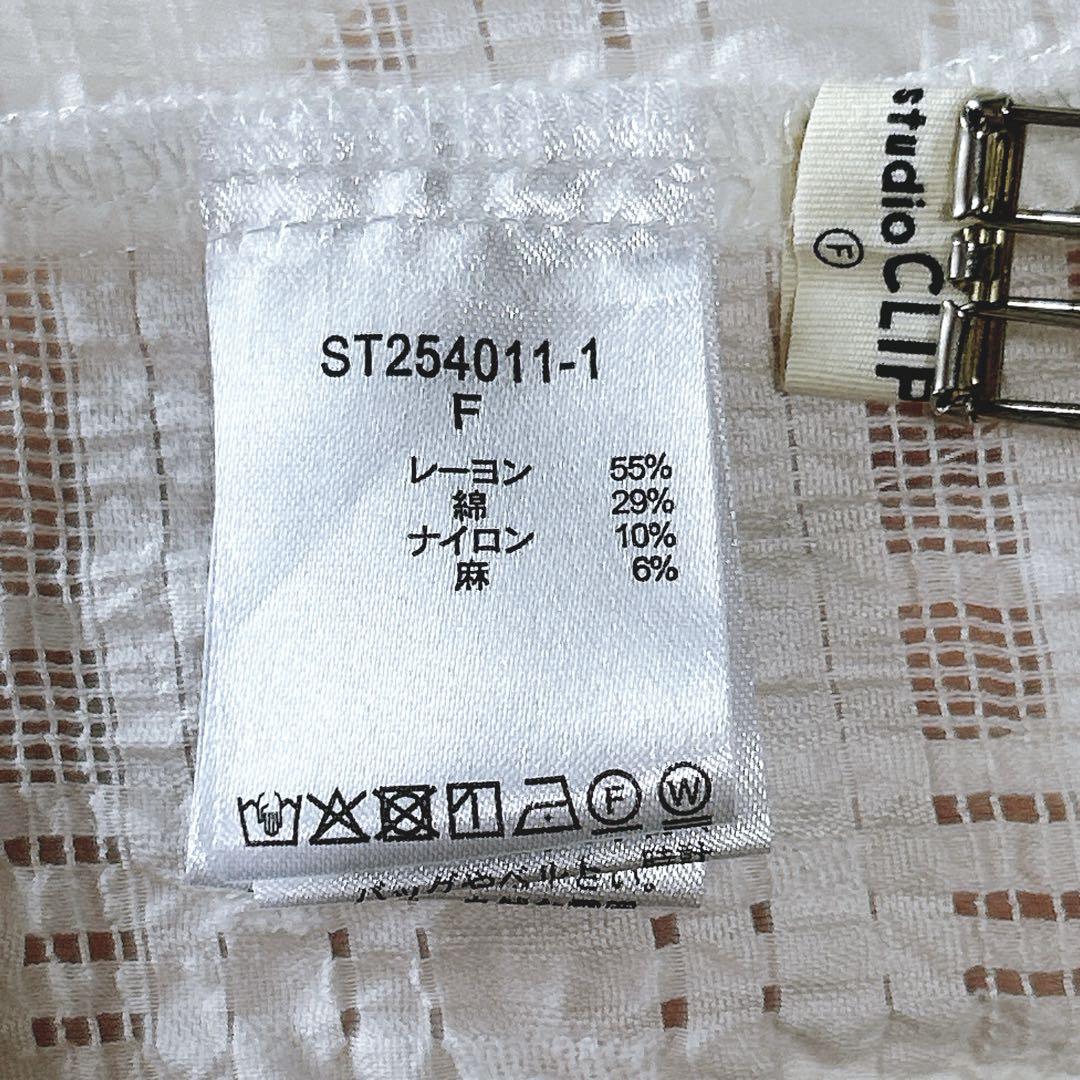 ST254011-1
F
レーヨン 55%
綿 29%
ナイロン 10%
麻 6%
F W
studio CLIP
F